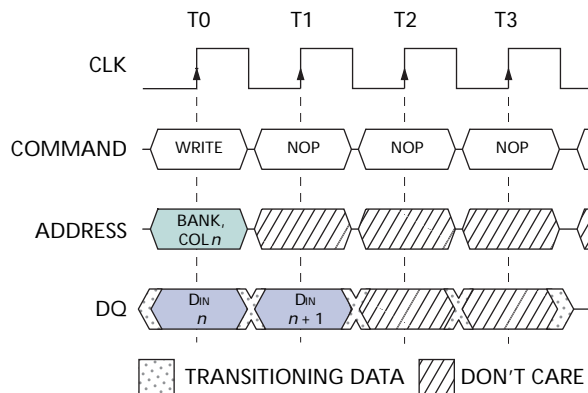 T0 T1 T2 T3
CLK
COMMAND WRITE NOP NOP NOP
ADDRESS BANK,
COL n
DQ DIN DIN
n n + 1
TRANSITIONING DATA DON'T CARE